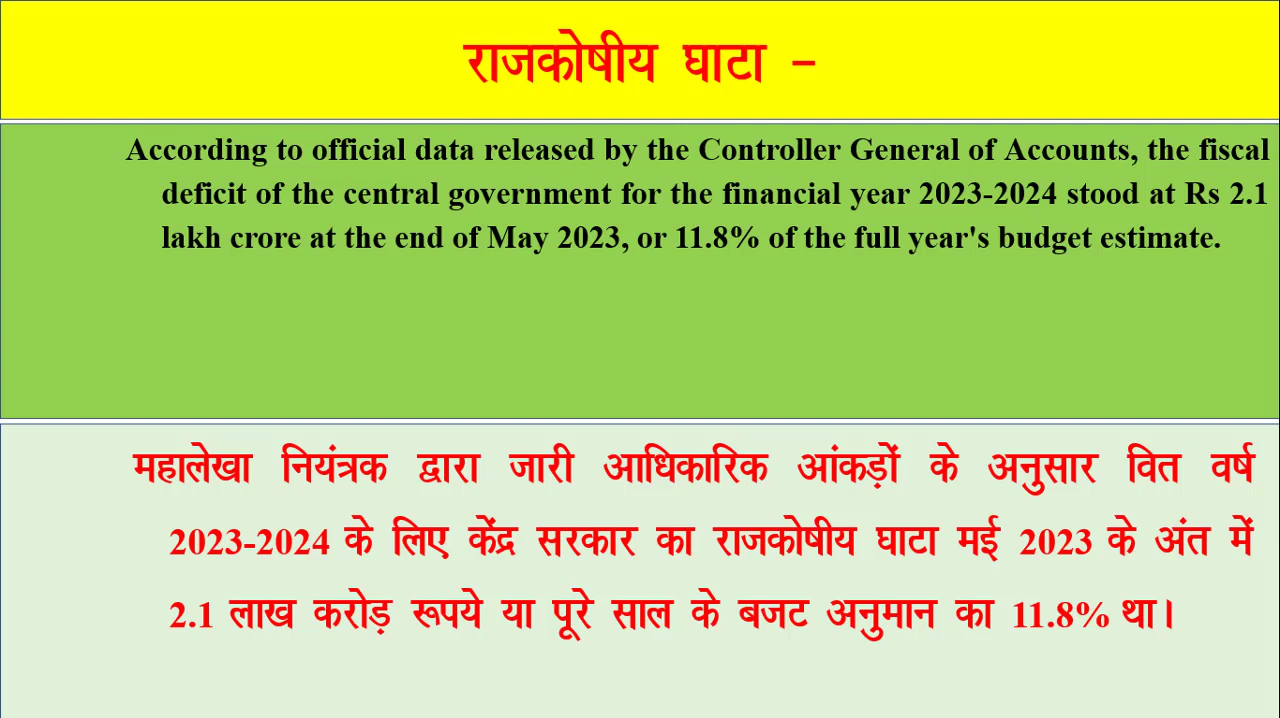 राजकोषीय घाटा –
According to official data released by the Controller General of Accounts, the fiscal
deficit of the central government for the financial year 2023-2024 stood at Rs 2.1
lakh crore at the end of May 2023, or 11.8% of the full year's budget estimate.
महालेखा नियंत्रक द्वारा जारी आधिकारिक आंकड़ों के अनुसार वित वर्ष
2023-2024 के लिए केंद्र सरकार का राजकोषीय घाटा मई 2023 के अंत में
2.1 लाख करोड़ रूपये या पूरे साल के बजट अनुमान का 11.8% था।